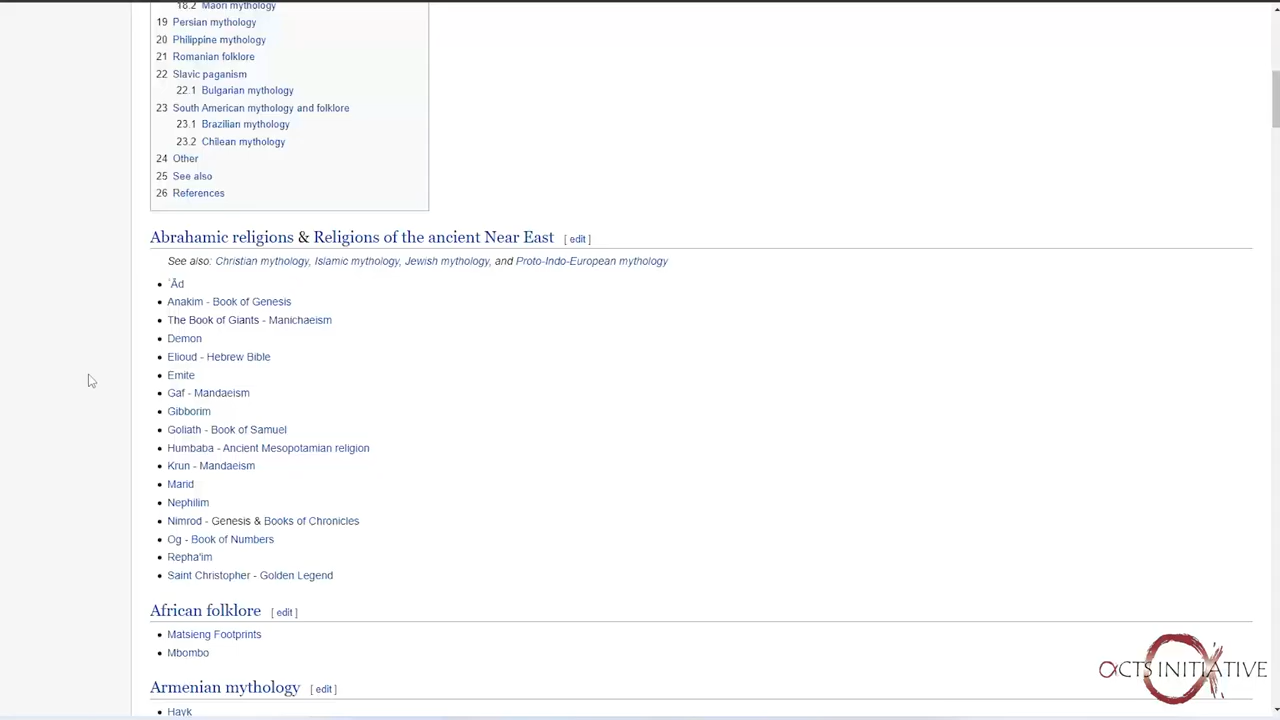 18.2 Māori mythology
19 Persian mythology
20 Philippine mythology
21 Romanian folklore
22 Slavic paganism
22.1 Bulgarian mythology
23 South American mythology and folklore
23.1 Brazilian mythology
23.2 Chilean mythology
24 Other
25 See also
26 References
Abrahamic religions & Religions of the ancient Near East [ edit ]
See also: Christian mythology, Islamic mythology, Jewish mythology, and Proto-Indo-European mythology
• ʿĀd
• Anakim - Book of Genesis
• The Book of Giants - Manichaeism
• Demon
• Elioud - Hebrew Bible
• Emite
• Gaf - Mandaeism
• Gibborim
• Goliath - Book of Samuel
• Humbaba - Ancient Mesopotamian religion
• Krun - Mandaeism
• Marid
• Nephilim
• Nimrod - Genesis & Books of Chronicles
• Og - Book of Numbers
• Repha'im
• Saint Christopher - Golden Legend
African folklore [ edit ]
• Matsieng Footprints
• Mbombo
Armenian mythology [ edit ]
• Hayk
ACTS INITIATIVE